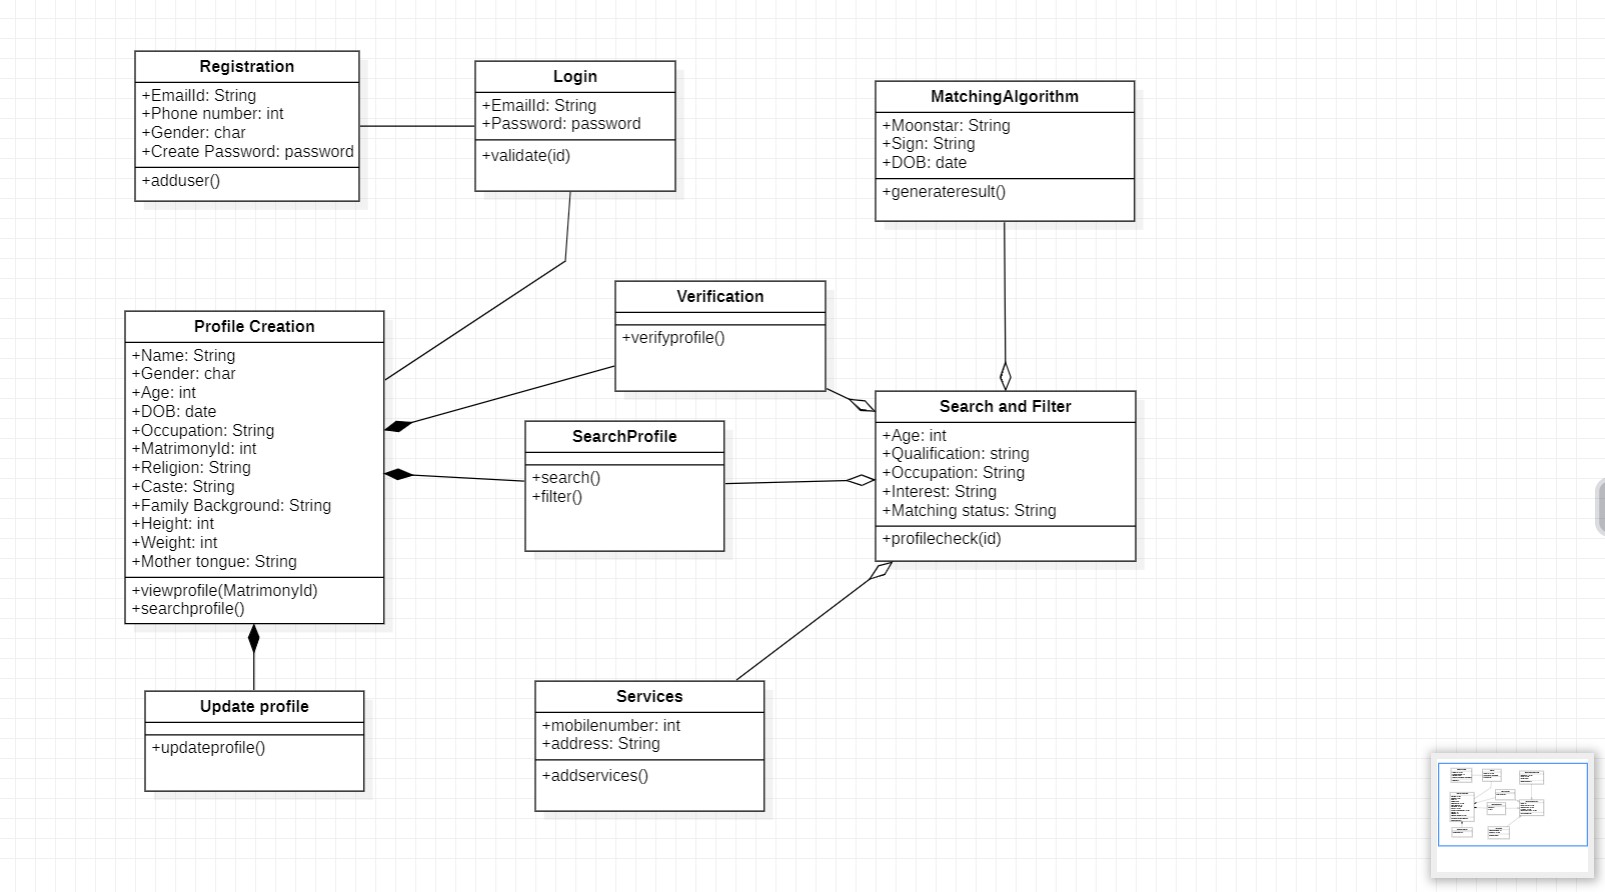 Registration
+EmailId: String
+Phone number: int
+Gender: char
+Create Password: password
+adduser()
Login
+EmailId: String
+Password: password
+validate(id)
MatchingAlgorithm
+Moonstar: String
+Sign: String
+DOB: date
+generateresult()
Verification
+verifyprofile()
Profile Creation
+Name: String
+Gender: char
+Age: int
+DOB: date
+Occupation: String
+MatrimonyId: int
+Religion: String
+Caste: String
+Family Background: String
+Height: int
+Weight: int
+Mother tongue: String
+viewprofile(MatrimonyId)
+searchprofile()
SearchProfile
+search()
+filter()
Search and Filter
+Age: int
+Qualification: string
+Occupation: String
+Interest: String
+Matching status: String
+profilecheck(id)
Update profile
+updateprofile()
Services
+mobilenumber: int
+address: String
+addservices()